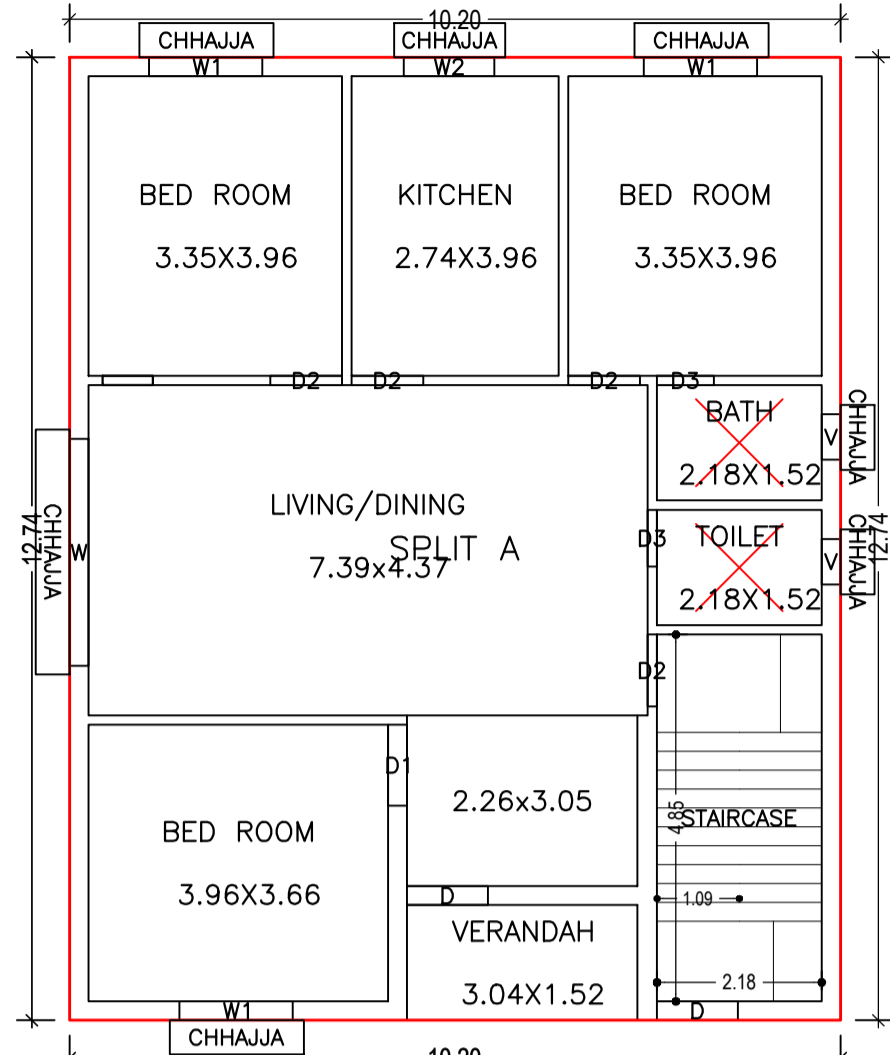 10.20
CHHAJJA
CHHAJJA
CHHAJJA
W1
W2
W1
BED ROOM
KITCHEN
BED ROOM
3.35X3.96
2.74X3.96
3.35X3.96
D2
D2
D2
D3
BATH
V
CHHAJJA
2.18X1.52
LIVING/DINING
SPLIT A
7.39x4.37
D3
TOILET
V
CHHAJJA
2.18X1.52
12.74
CHHAJJA
W
12.74
D2
D1
2.26x3.05
BED ROOM
3.96X3.66
4.85
STAIRCASE
D
1.09
VERANDAH
3.04X1.52
2.18
W1
D
CHHAJJA
10.20